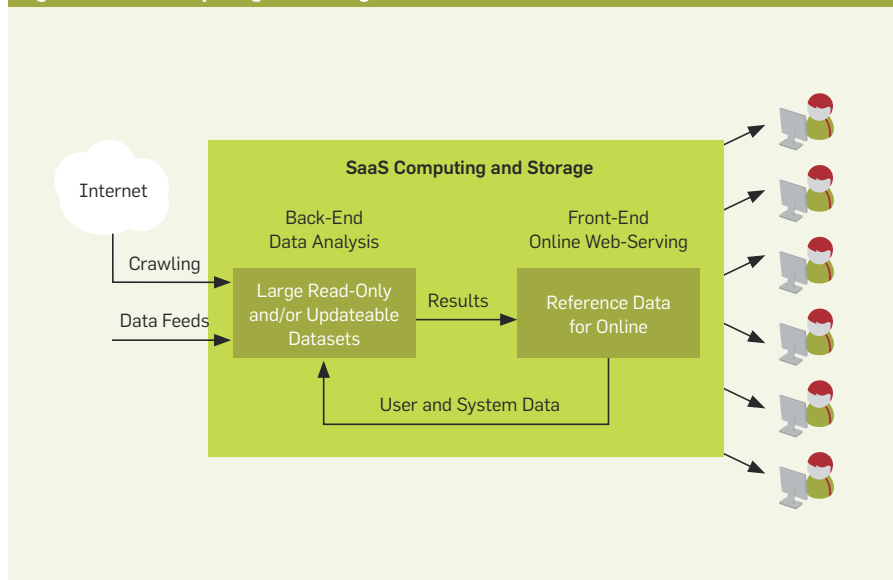 SaaS Computing and Storage
Internet
Back-End
Data Analysis
Front-End
Online Web-Serving
Crawling
Data Feeds
Large Read-Only
and/or Updateable
Datasets
Results
Reference Data
for Online
User and System Data